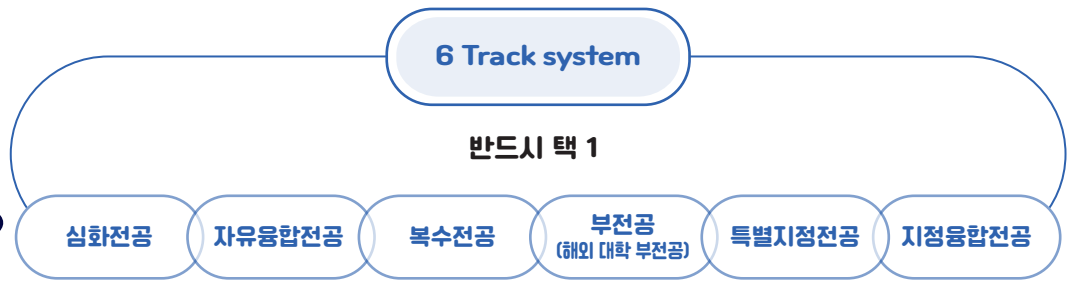 6 Track system
반드시 택 1
심화전공
자유융합전공
복수전공
부전공
(해외 대학 부전공)
특별지정전공
지정융합전공